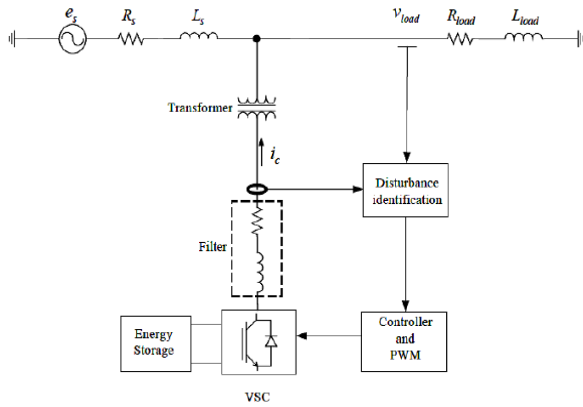 e_s R_s L_s v_load R_load L_load
Transformer
i_c
Disturbance
identification
Filter
Energy
Storage
Controller
and
PWM
VSC